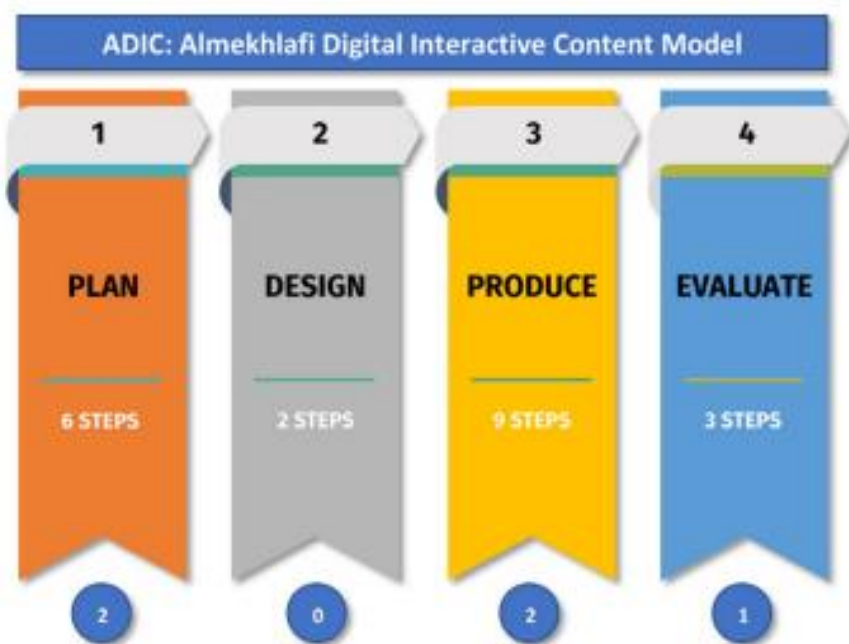 ADIC: Almekhlafi Digital Interactive Content Model
1 2 3 4
PLAN DESIGN PRODUCE EVALUATE
6 STEPS 2 STEPS 9 STEPS 3 STEPS
2 0 2 1